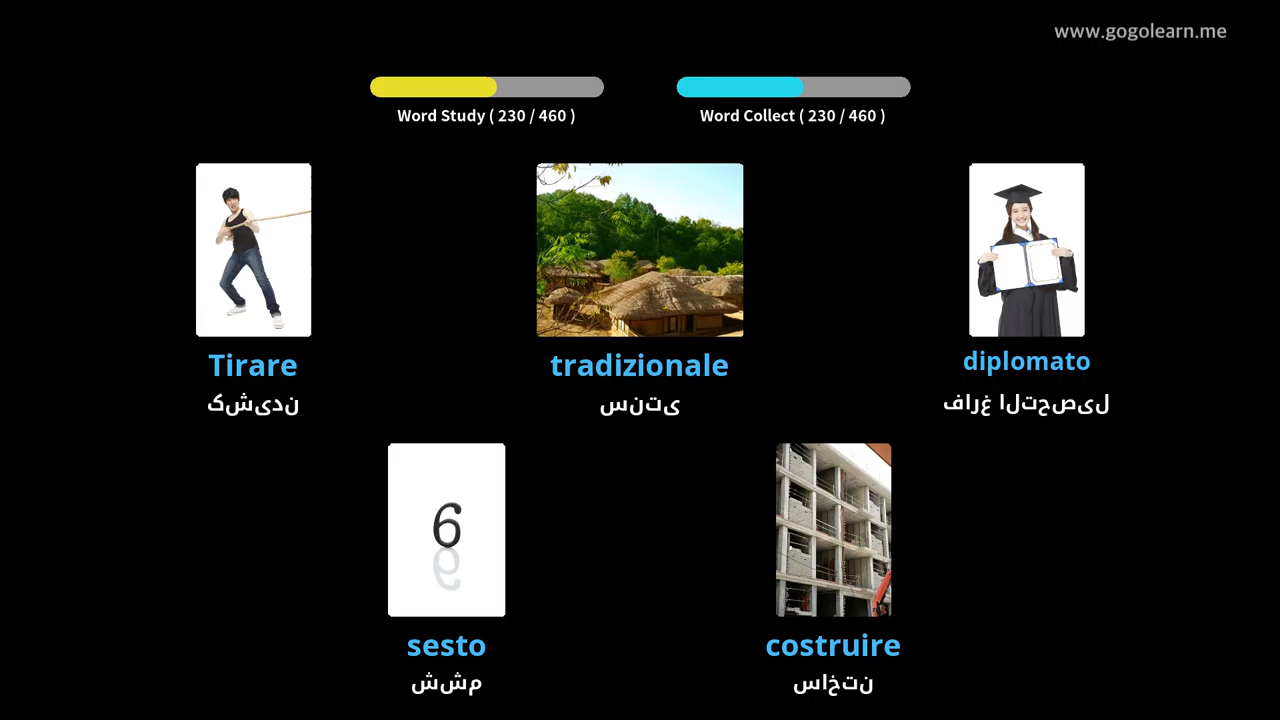 www.gogolearn.me
Word Study ( 230 / 460 )
Word Collect ( 230 / 460 )
Tirare
کشیدن
tradizionale
سنتی
diplomato
فارغ التحصیل
6
sesto
ششم
costruire
ساختن